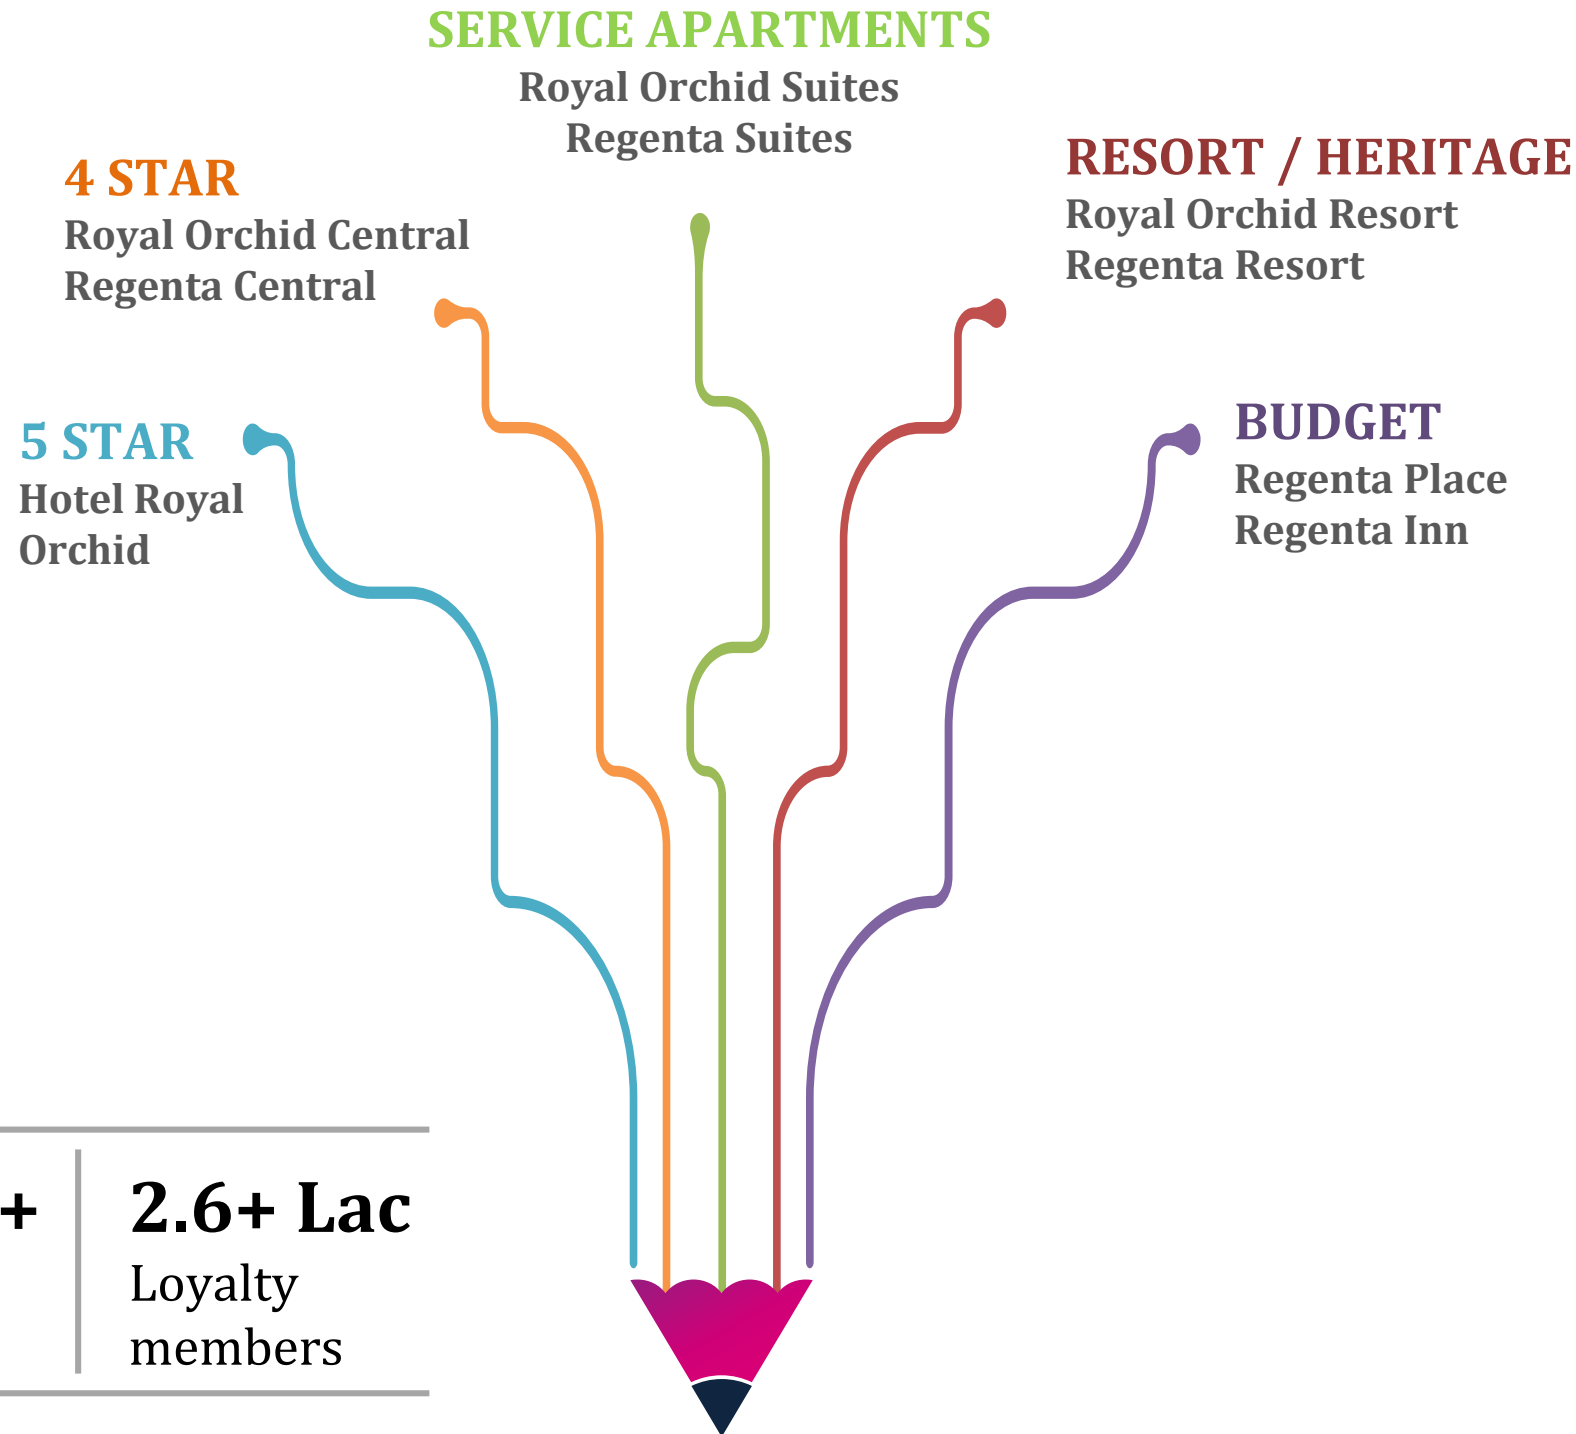 SERVICE APARTMENTS
Royal Orchid Suites
Regenta Suites
4 STAR
Royal Orchid Central
Regenta Central
RESORT / HERITAGE
Royal Orchid Resort
Regenta Resort
5 STAR
Hotel Royal
Orchid
BUDGET
Regenta Place
Regenta Inn
+
2.6+ Lac
Loyalty
members